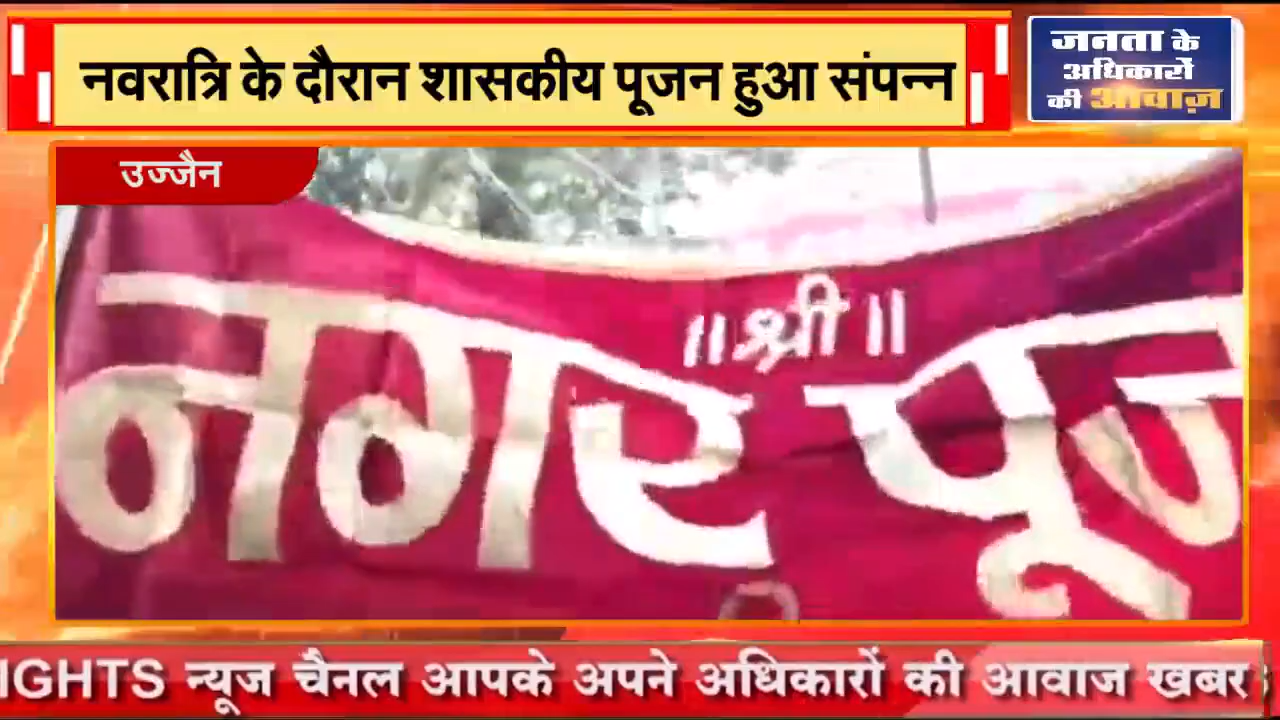 नवरात्रि के दौरान शासकीय पूजन हुआ संपन्न
जनता के
अधिकारों
की आवाज़
उज्जैन
॥ श्री ॥
नगर पूज
IGHTS न्यूज चैनल आपके अपने अधिकारों की आवाज खबर